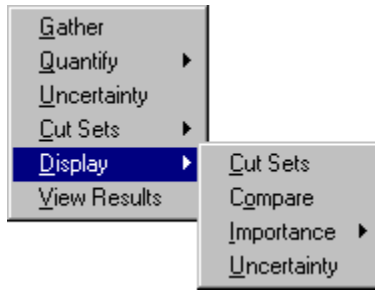 Gather
Quantify
Uncertainty
Cut Sets
Display
View Results
Cut Sets
Compare
Importance
Uncertainty